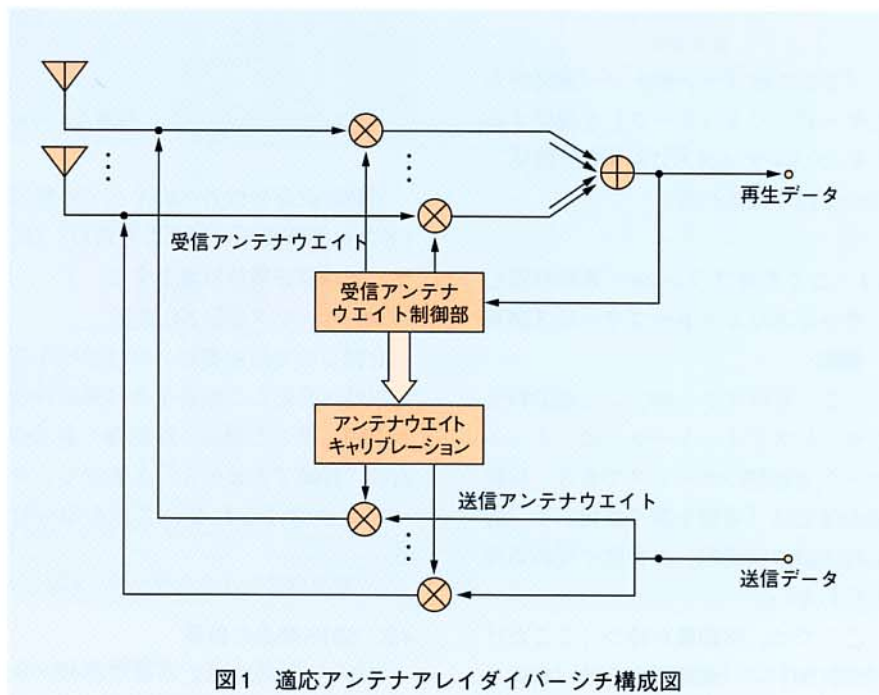 再生データ
受信アンテナウエイト
受信アンテナ
ウエイト制御部
アンテナウエイト
キャリブレーション
送信アンテナウエイト
送信データ
図1 適応アンテナアレイダイバーシチ構成図